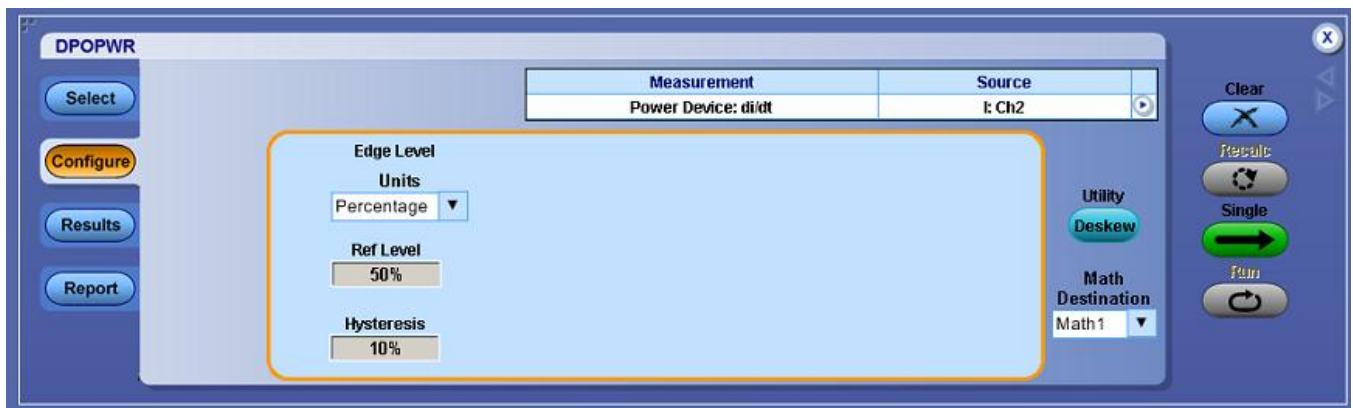 DPOPWR
Select
Configure
Results
Report
Measurement Source
Power Device: di/dt I: Ch2
Edge Level
Units
Percentage
Ref Level
50%
Hysteresis
10%
Utility
Deskew
Math
Destination
Math1
X
Clear
Recalc
Single
Run